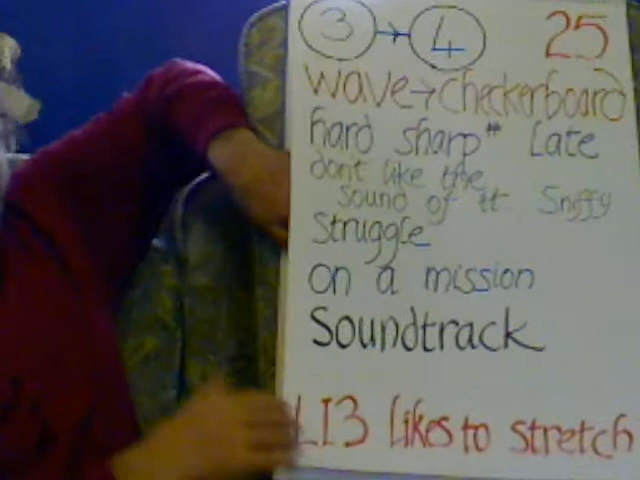 3 → 4 25
wave → Checkerboard
hard sharp* Late
dont like the
sound of it. Sniffy
Struggle
on a mission
Soundtrack
LI3 likes to stretch